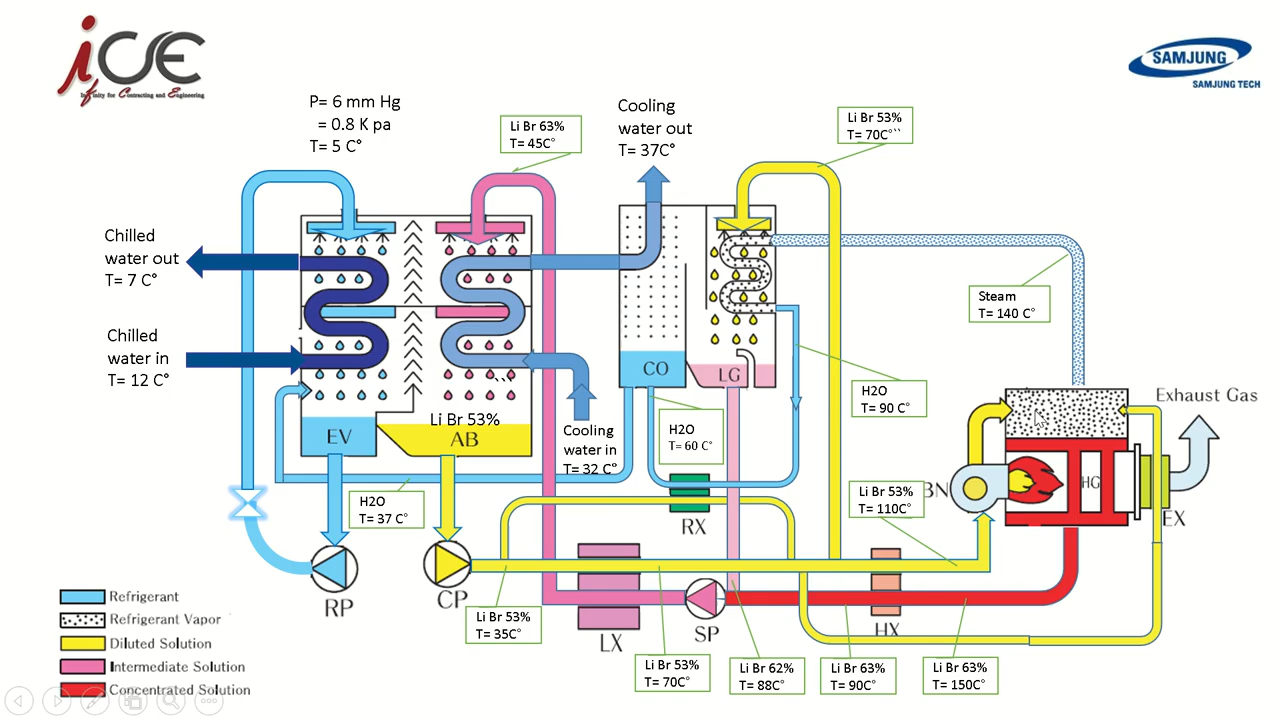 iCSE
Infinity for Contracting and Engineering
SAMJUNG
SAMJUNG TECH
P= 6 mm Hg
= 0.8 K pa
T= 5 C°
Li Br 63%
T= 45C°
Cooling
water out
T= 37C°
Li Br 53%
T= 70C°``
Chilled
water out
T= 7 C°
Chilled
water in
T= 12 C°
Steam
T= 140 C°
CO
LG
H2O
T= 90 C°
Exhaust Gas
```
Li Br 53%
EV
AB
Cooling
water in
T= 32 C°
H2O
T= 60 C°
H2O
T= 37 C°
Li Br 53%
T= 110C°
BN
HG
EX
RX
RP
CP
LX
SP
HX
Li Br 53%
T= 35C°
Li Br 53%
T= 70C°
Li Br 62%
T= 88C°
Li Br 63%
T= 90C°
Li Br 63%
T= 150C°
Refrigerant
Refrigerant Vapor
Diluted Solution
Intermediate Solution
Concentrated Solution